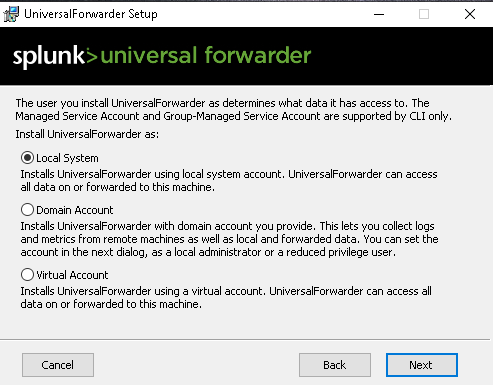 UniversalForwarder Setup
splunk>universal forwarder
The user you install UniversalForwarder as determines what data it has access to. The
Managed Service Account and Group-Managed Service Account are supported by CLI only.
Install UniversalForwarder as:
Local System
Installs UniversalForwarder using local system account. UniversalForwarder can access
all data on or forwarded to this machine.
Domain Account
Installs UniversalForwarder with domain account you provide. This lets you collect logs
and metrics from remote machines as well as local and forwarded data. You can set the
account in the next dialog, as a local administrator or a reduced privilege user.
Virtual Account
Installs UniversalForwarder using a virtual account. UniversalForwarder can access all
data on or forwarded to this machine.
Cancel Back Next